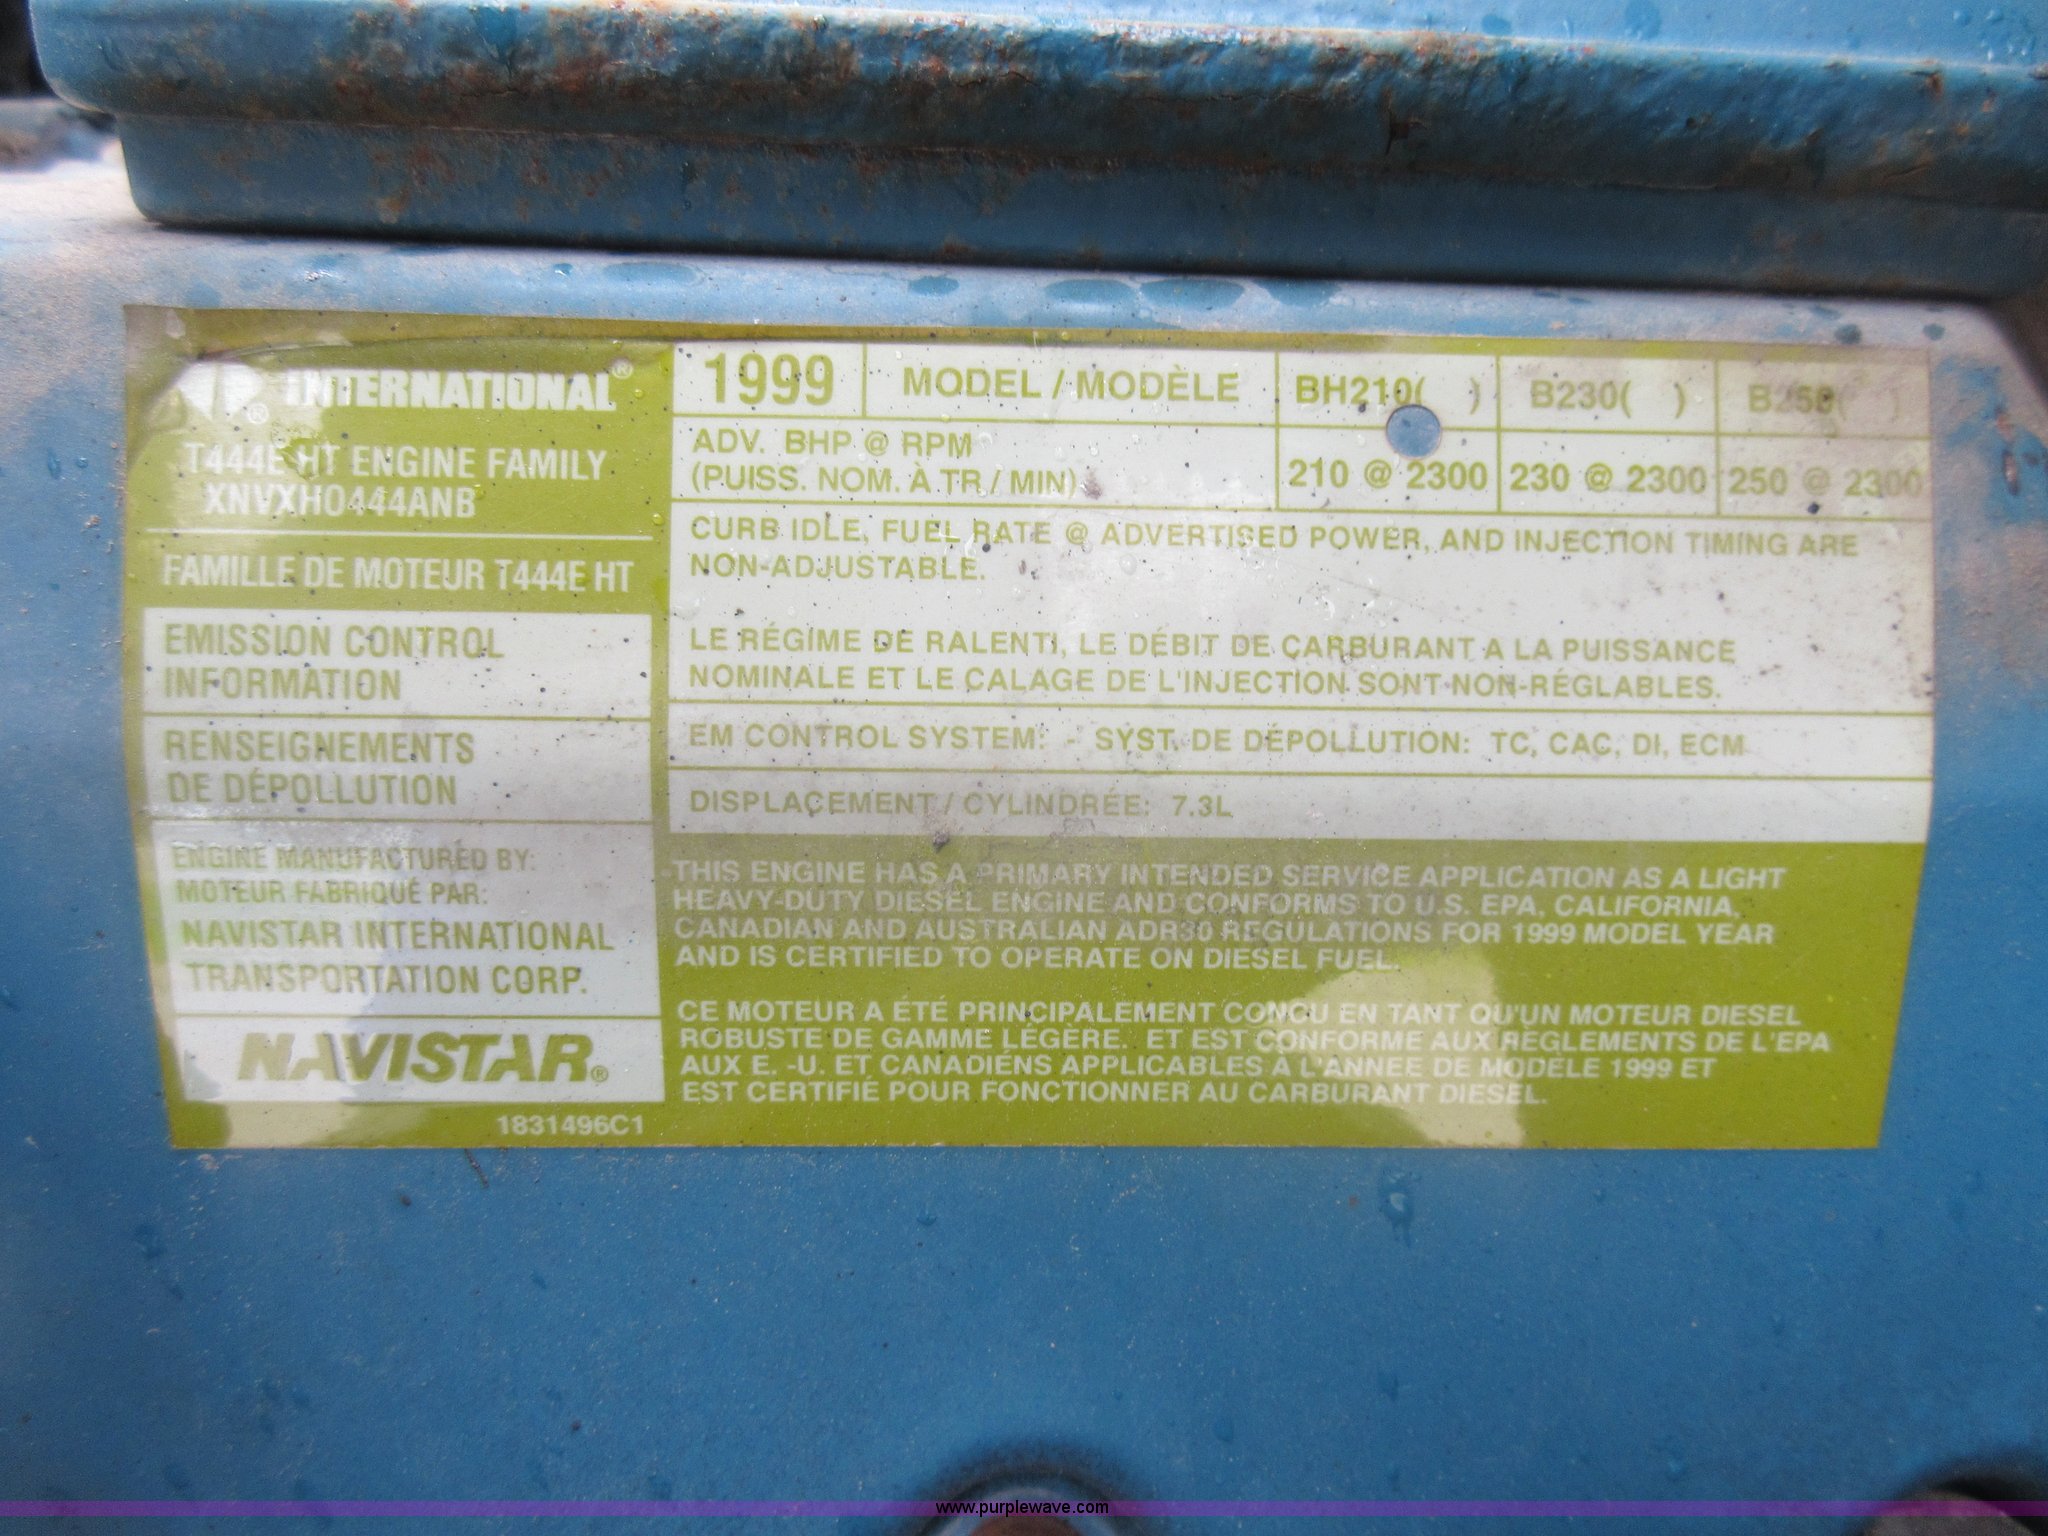 INTERNATIONAL®
®
T444E HT ENGINE FAMILY
XNVXH0444ANB
FAMILLE DE MOTEUR T444E HT
EMISSION CONTROL
INFORMATION
RENSEIGNEMENTS
DE DÉPOLLUTION
ENGINE MANUFACTURED BY:
MOTEUR FABRIQUÉ PAR:
NAVISTAR INTERNATIONAL
TRANSPORTATION CORP.
NAVISTAR®
1831496C1
1999 MODEL / MODÈLE BH210( ) B230( ) B250( )
ADV. BHP @ RPM
(PUISS. NOM. À TR / MIN) 210 @ 2300 230 @ 2300 250 @ 2300
CURB IDLE, FUEL RATE @ ADVERTISED POWER, AND INJECTION TIMING ARE
NON-ADJUSTABLE.
LE RÉGIME DE RALENTI, LE DÉBIT DE CARBURANT A LA PUISSANCE
NOMINALE ET LE CALAGE DE L'INJECTION SONT NON-RÉGLABLES.
EM CONTROL SYSTEM: - SYST. DE DÉPOLLUTION: TC, CAC, DI, ECM
DISPLACEMENT / CYLINDRÉE: 7.3L
THIS ENGINE HAS A PRIMARY INTENDED SERVICE APPLICATION AS A LIGHT
HEAVY-DUTY DIESEL ENGINE AND CONFORMS TO U.S. EPA, CALIFORNIA,
CANADIAN AND AUSTRALIAN ADR30 REGULATIONS FOR 1999 MODEL YEAR
AND IS CERTIFIED TO OPERATE ON DIESEL FUEL.
CE MOTEUR A ÉTÉ PRINCIPALEMENT CONÇU EN TANT QU'UN MOTEUR DIESEL
ROBUSTE DE GAMME LÉGÈRE. ET EST CONFORME AUX RÈGLEMENTS DE L'EPA
AUX E. -U. ET CANADIÉNS APPLICABLES A L'ANNÉE DE MODÈLE 1999 ET
EST CERTIFIÉ POUR FONCTIONNER AU CARBURANT DIESEL.
www.purplewave.com